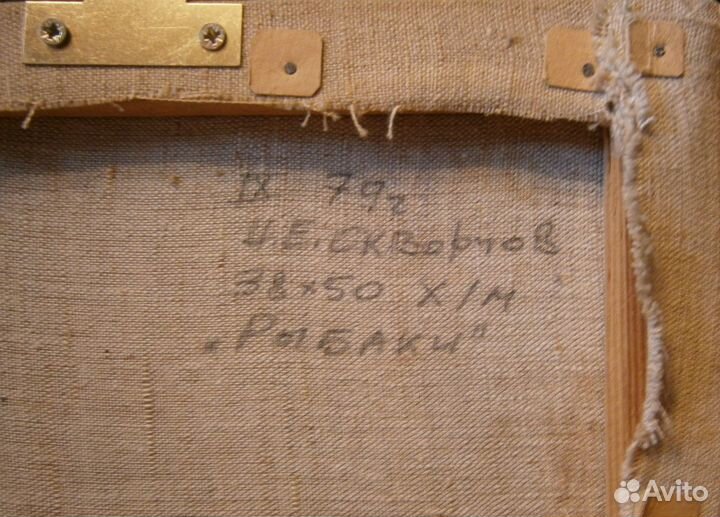 IX 79г
И.Е. Скворцов
38×50 х/м
„Рыбаки"
Avito